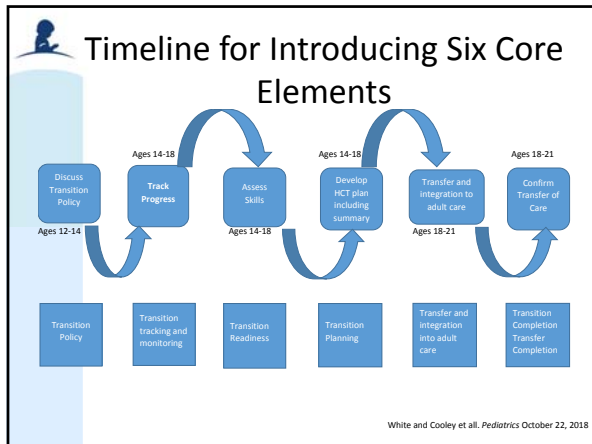 Timeline for Introducing Six Core
Elements
Ages 14-18
Ages 14-18
Ages 18-21
Discuss
Transition
Policy
Track
Progress
Assess
Skills
Develop
HCT plan
including
summary
Transfer and
integration to
adult care
Confirm
Transfer of
Care
Ages 12-14
Ages 14-18
Ages 18-21
Transition
Policy
Transition
tracking and
monitoring
Transition
Readiness
Transition
Planning
Transfer and
integration
into adult
care
Transition
Completion
Transfer
Completion
White and Cooley et all. Pediatrics October 22, 2018